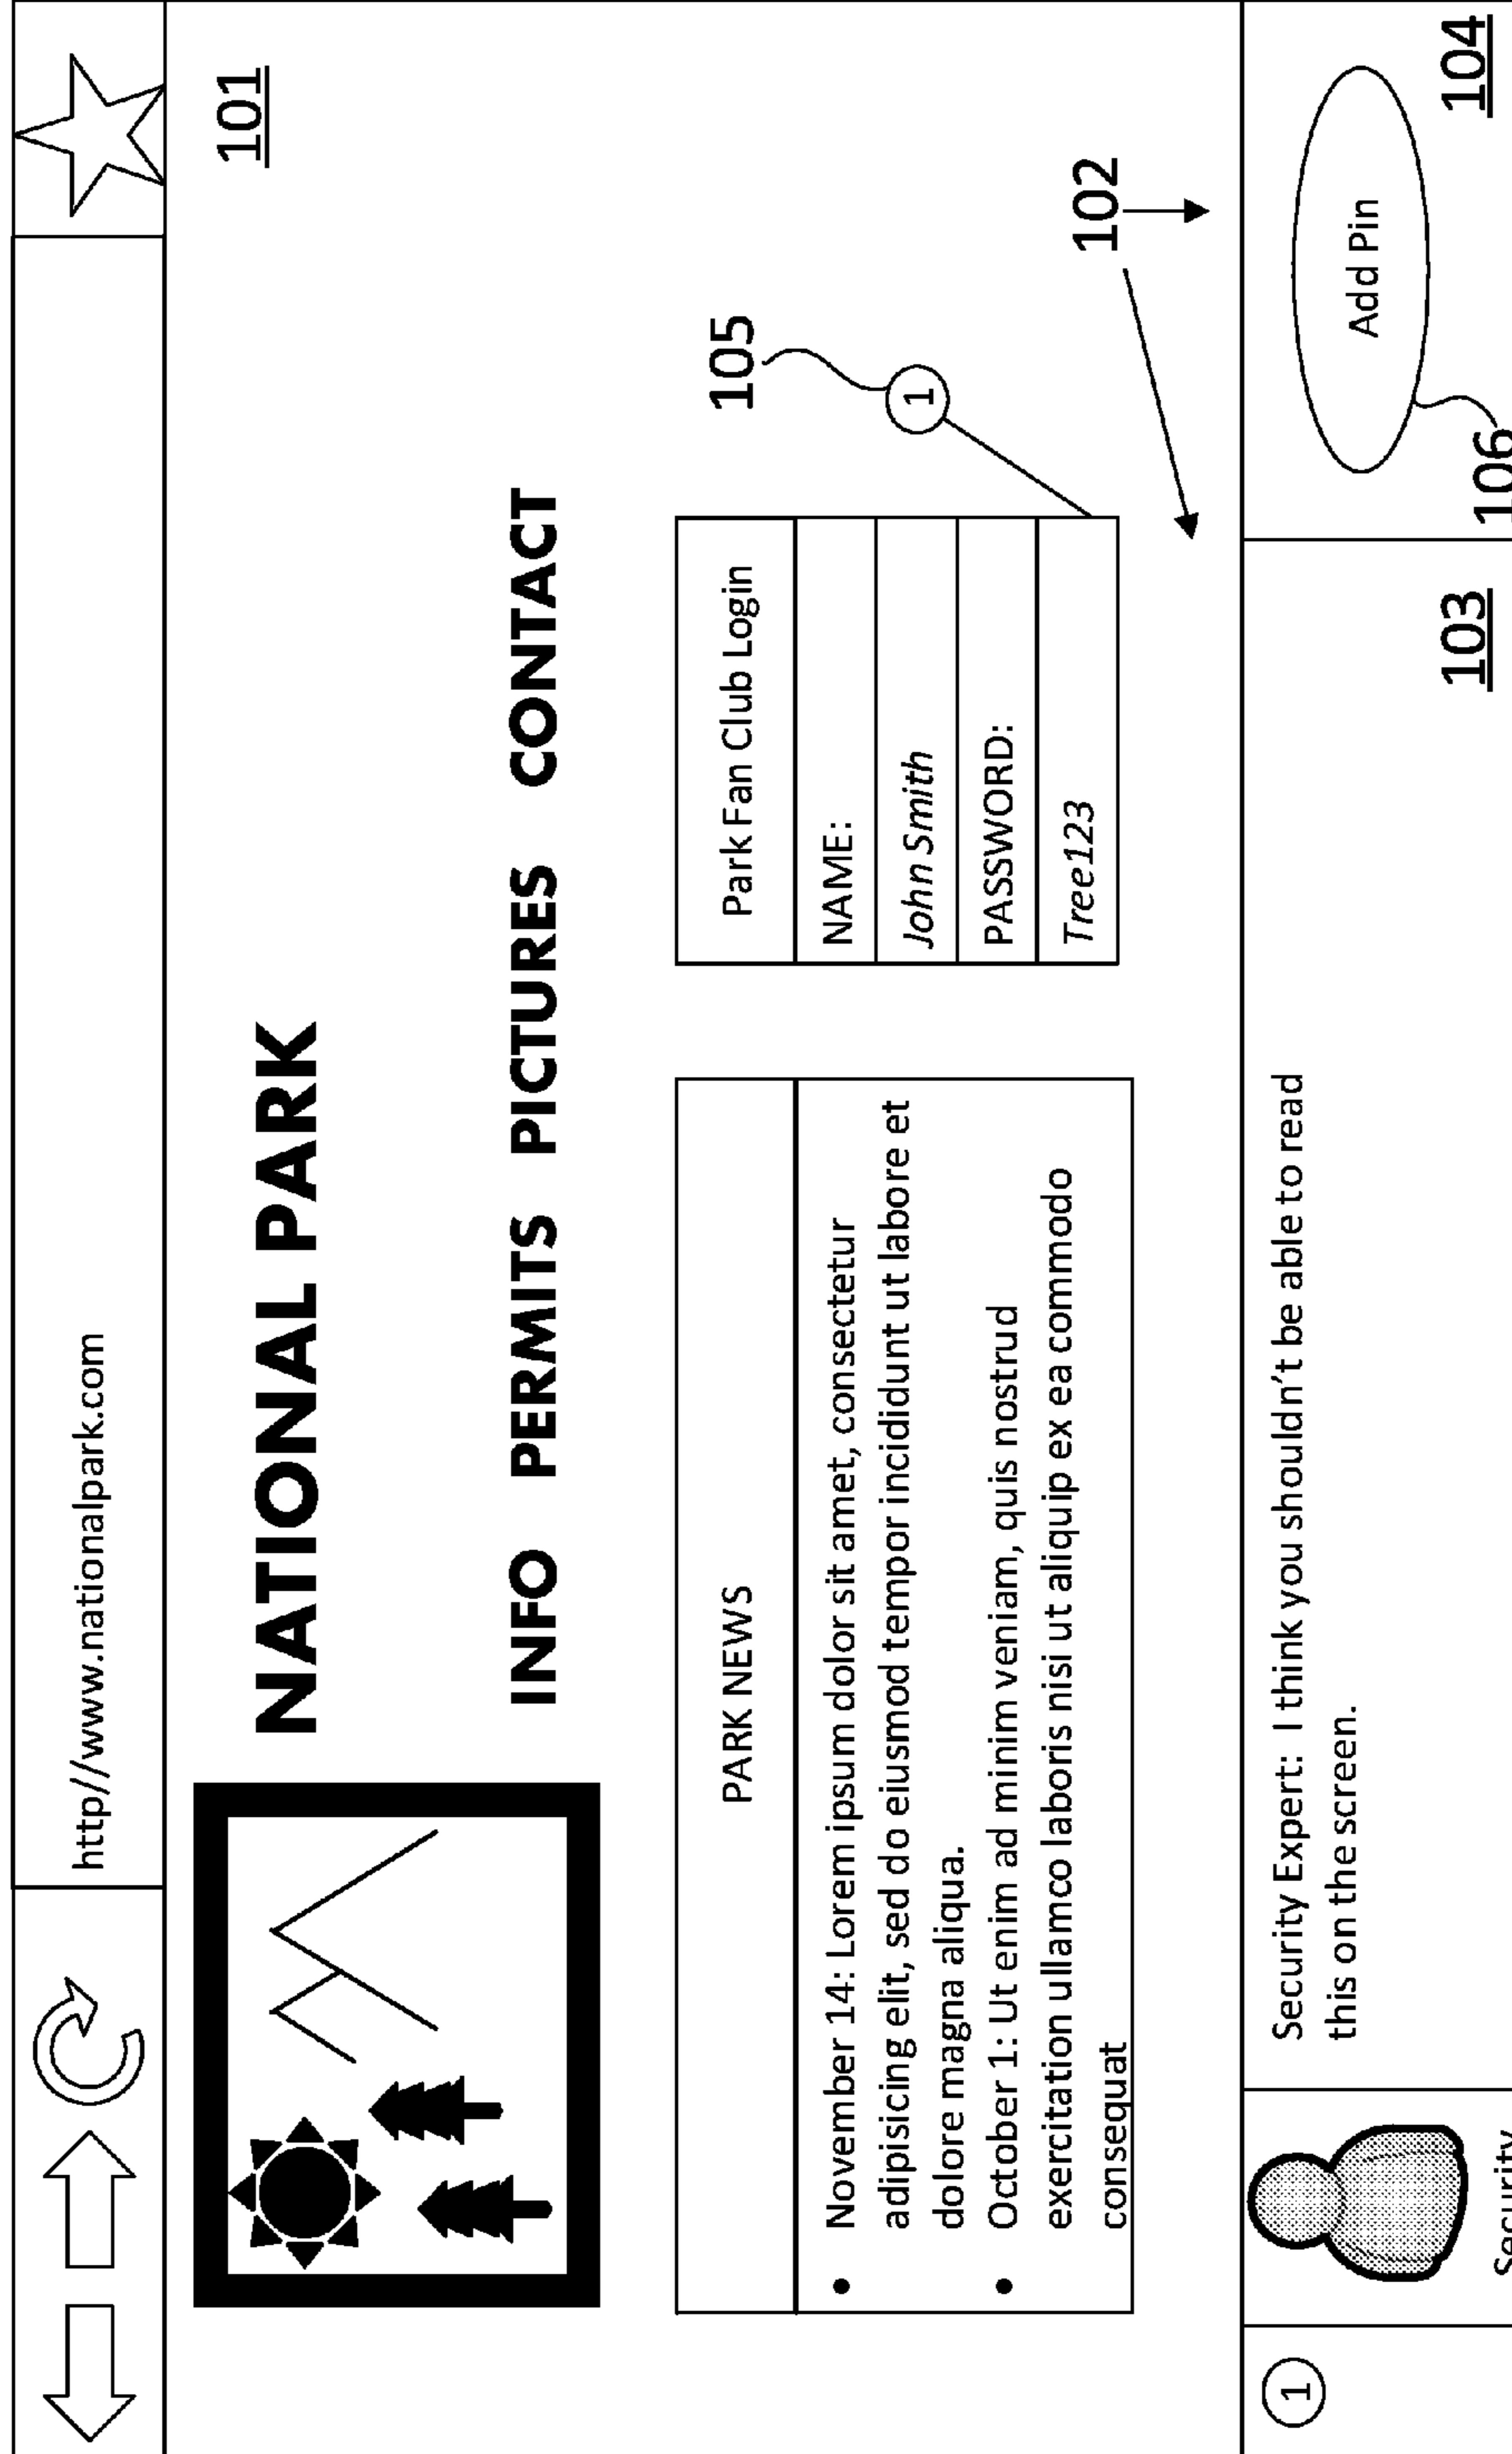 http//www.nationalpark.com
101
NATIONAL PARK
INFO PERMITS PICTURES CONTACT
PARK NEWS
• November 14: Lorem ipsum dolor sit amet, consectetur
adipisicing elit, sed do eiusmod tempor incididunt ut labore et
dolore magna aliqua.
• October 1: Ut enim ad minim veniam, quis nostrud
exercitation ullamco laboris nisi ut aliquip ex ea commodo
consequat
Park Fan Club Login
NAME:
John Smith
PASSWORD:
Tree123
105
1
102
1
Security
Security Expert: I think you shouldn't be able to read
this on the screen.
103
Add Pin
106
104